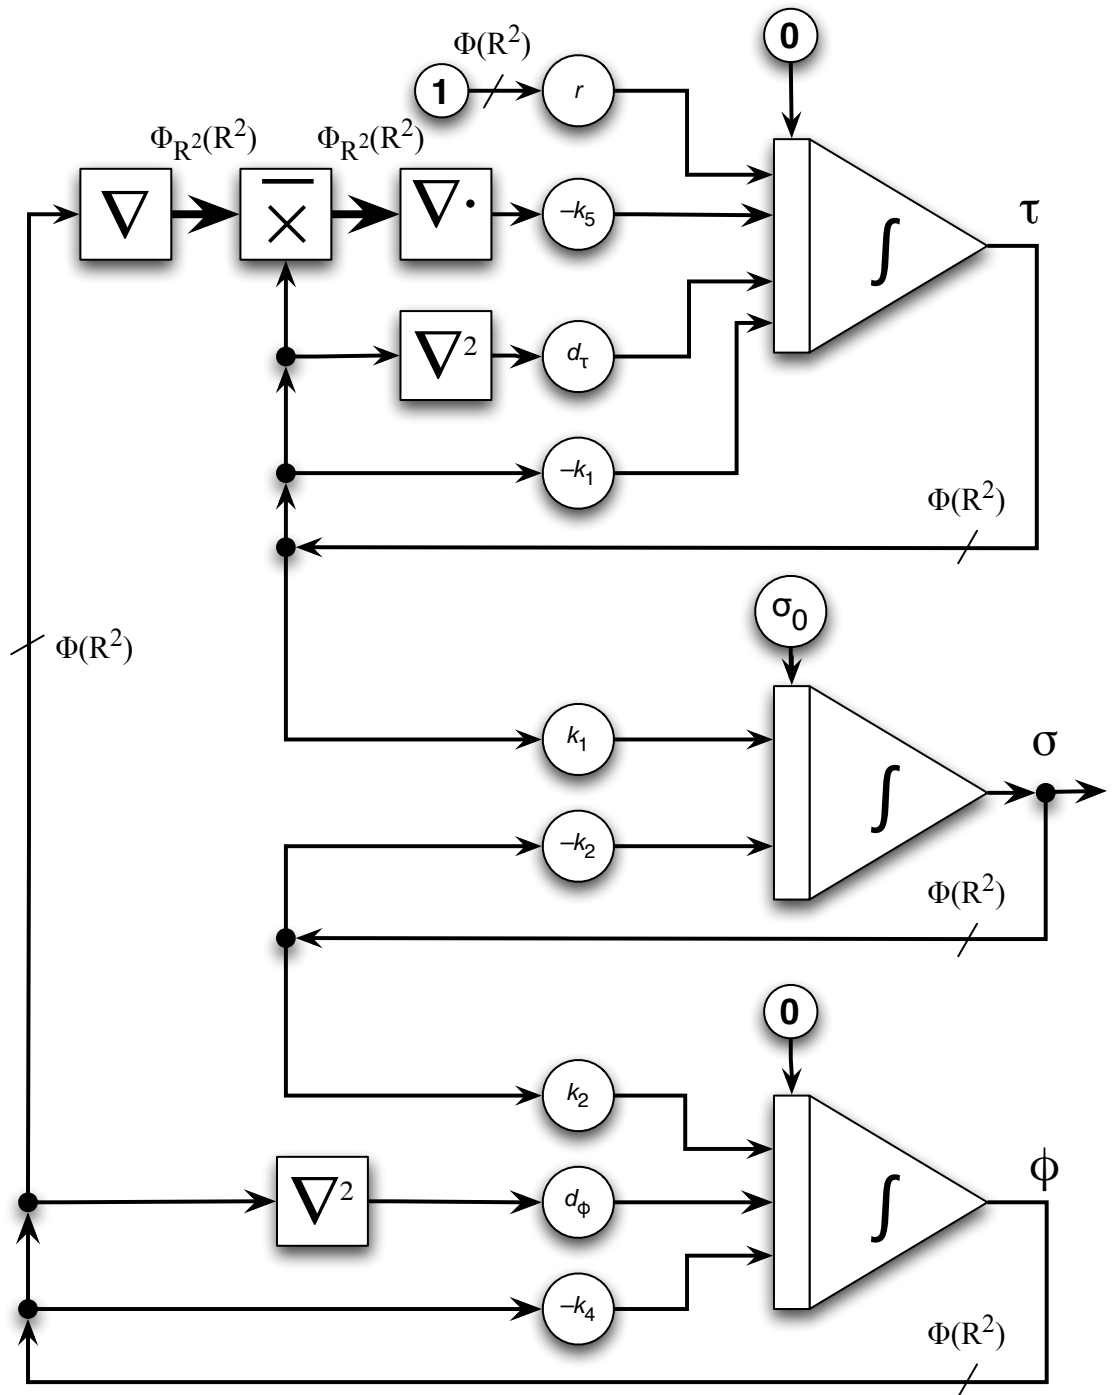 0
Φ(R²)
1
r
Φ_R²(R²)
Φ_R²(R²)
∇
×̅
∇·
–k₅
∫
τ
∇²
d_τ
–k₁
Φ(R²)
σ₀
Φ(R²)
k₁
∫
σ
–k₂
Φ(R²)
0
k₂
∇²
d_ϕ
∫
ϕ
–k₄
Φ(R²)